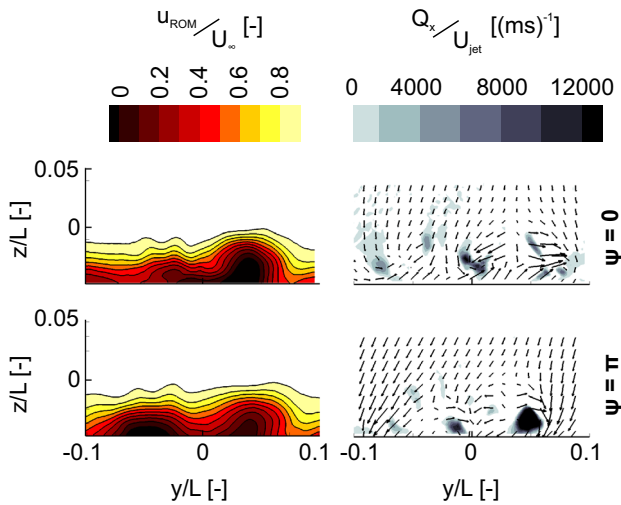 u_ROM/U_∞ [-]
Q_x/U_jet [(ms)^-1]
0 0.2 0.4 0.6 0.8
0 4000 8000 12000
0.05
0
z/L [-]
ψ = 0
0.05
0
z/L [-]
ψ = π
-0.1 0 0.1
-0.1 0 0.1
y/L [-]
y/L [-]